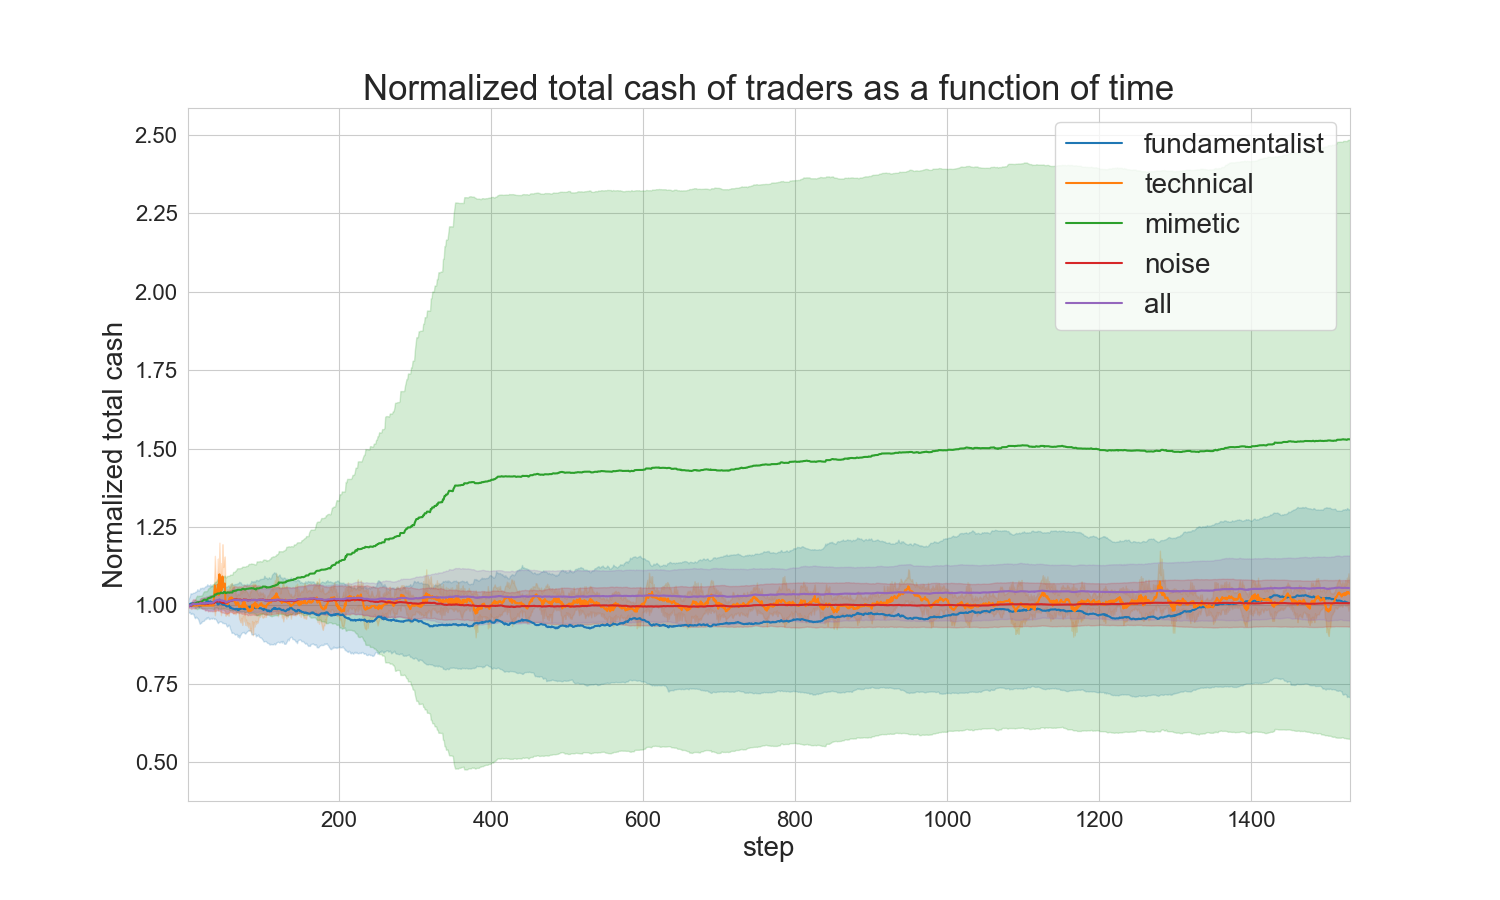 Normalized total cash of traders as a function of time
2.50
2.25
2.00
1.75
1.50
1.25
1.00
0.75
0.50
Normalized total cash
fundamentalist
technical
mimetic
noise
all
200 400 600 800 1000 1200 1400
step